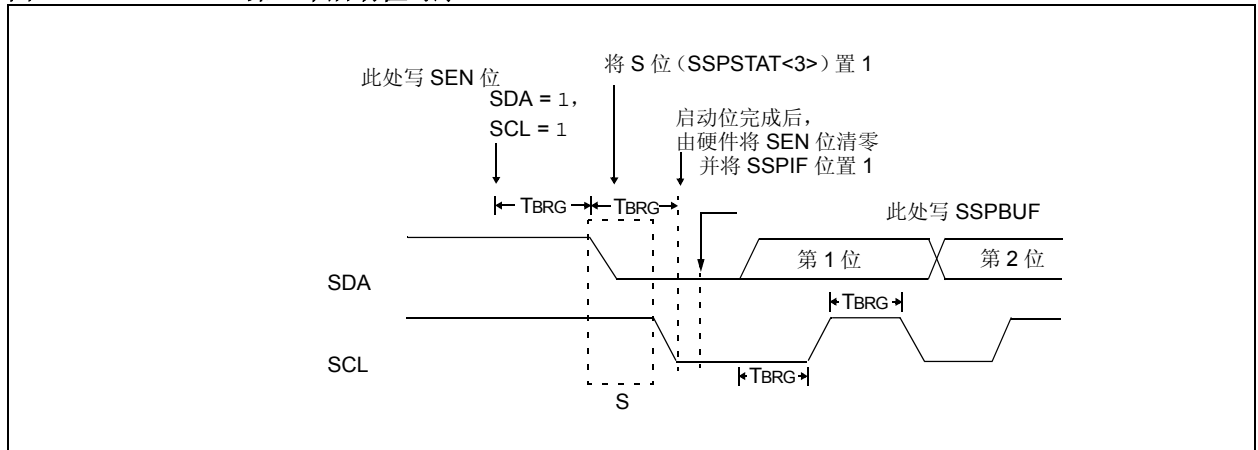 将 S 位（SSPSTAT<3>）置 1
此处写 SEN 位
SDA = 1，
SCL = 1
启动位完成后，
由硬件将 SEN 位清零
并将 SSPIF 位置 1
TBRG
TBRG
此处写 SSPBUF
第 1 位
第 2 位
SDA
TBRG
SCL
TBRG
S